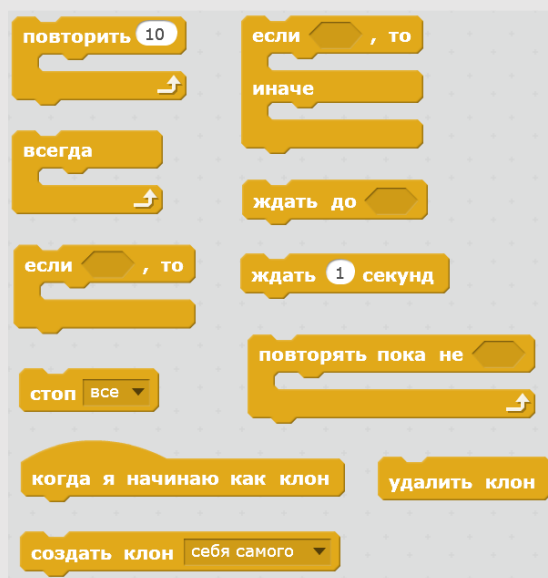 повторить 10
всегда
если , то
стоп все
когда я начинаю как клон
создать клон себя самого
если , то
иначе
ждать до
ждать 1 секунд
повторять пока не
удалить клон